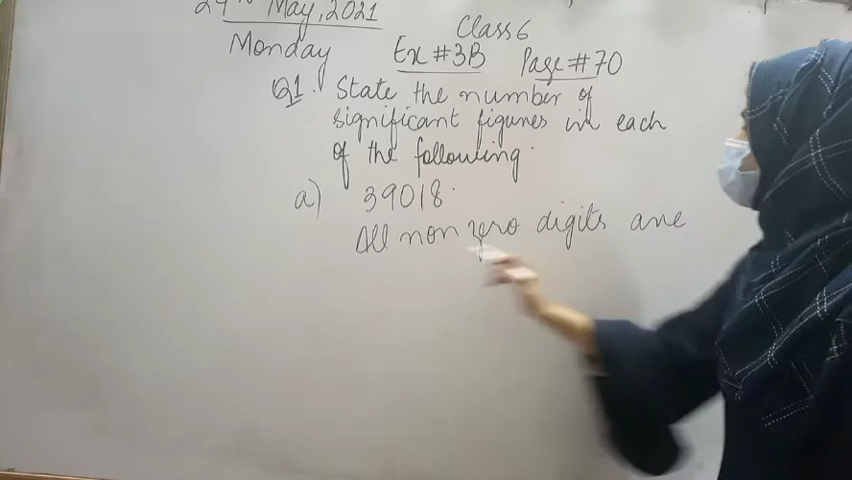 May, 2021
Class 6
Monday Ex #3B Page #70
Q1. State the number of
significant figures in each
of the following.
a) 39018.
All non zero digits are